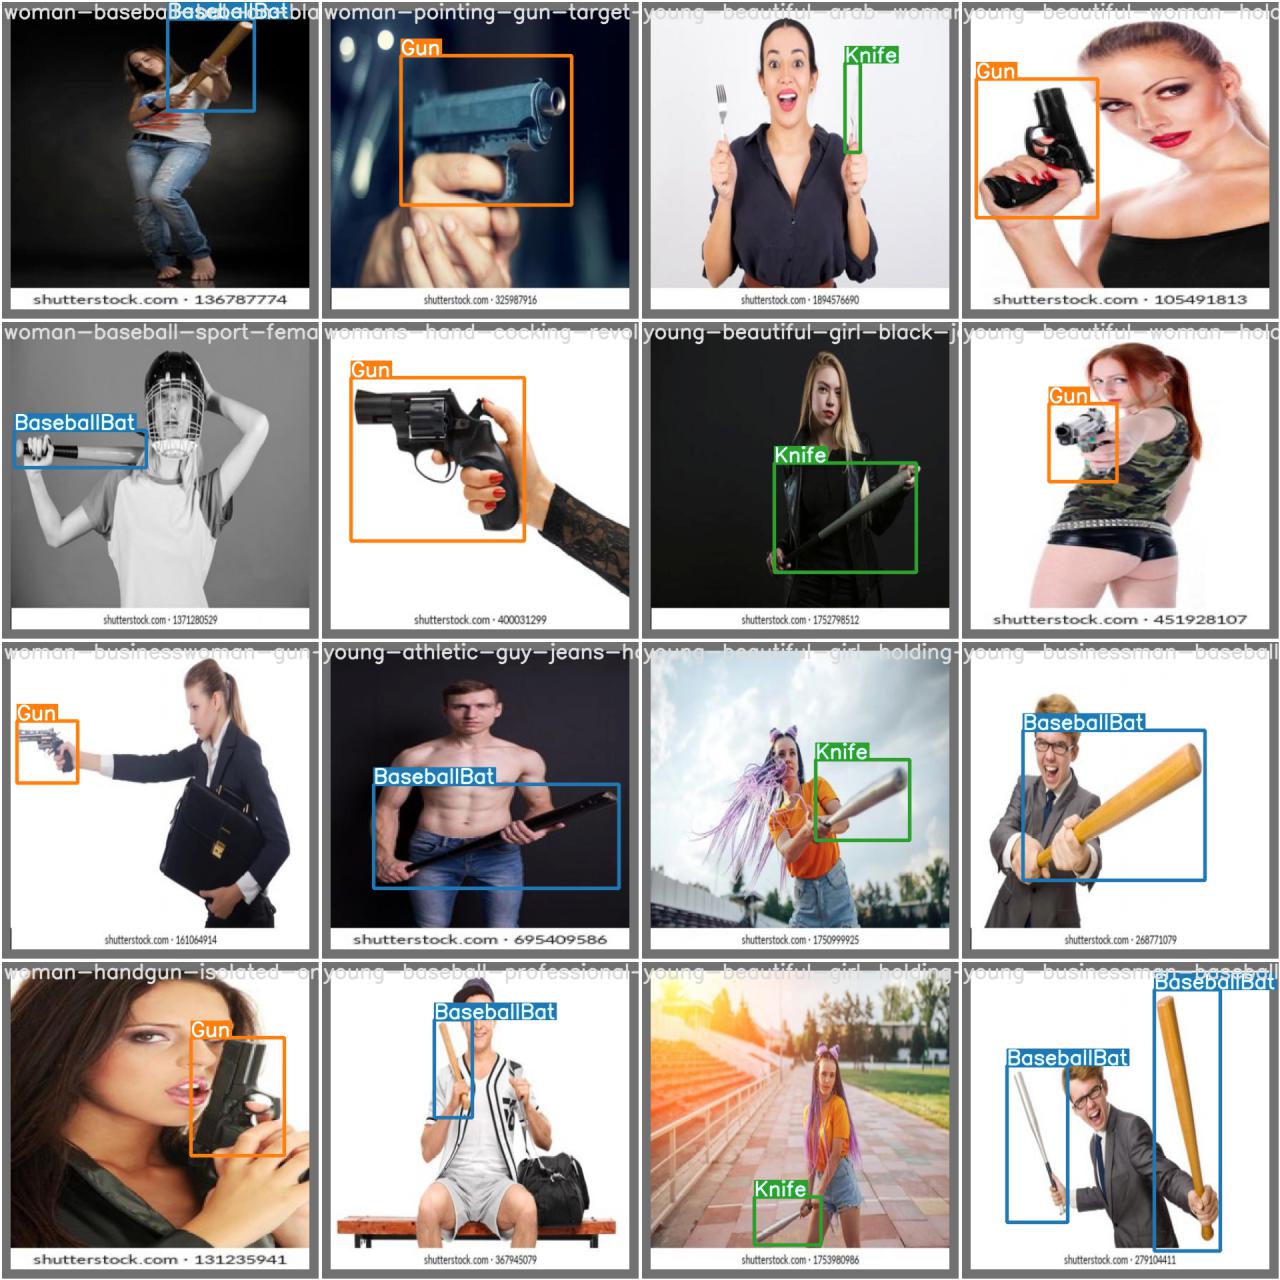 woman-baseba
BaseballBat
woman-pointing-gun-target-
Gun
young-beautiful-arab-woman
Knife
young-beautiful-woman-hold
Gun
shutterstock.com · 136787774
shutterstock.com · 325987916
shutterstock.com · 1894576690
shutterstock.com · 105491813
woman-baseball-sport-fema
BaseballBat
womans-hand-cocking-revol
Gun
young-beautiful-girl-black-j
Knife
young-beautiful-woman-hold
Gun
shutterstock.com · 1371280529
shutterstock.com · 400031299
shutterstock.com · 1752798512
shutterstock.com · 451928107
woman-businesswoman-gun-
Gun
young-athletic-guy-jeans-ho
BaseballBat
young-beautiful-girl-holding-
Knife
young-businessman-baseball
BaseballBat
shutterstock.com · 161064914
shutterstock.com · 695409586
shutterstock.com · 1750999925
shutterstock.com · 268771079
woman-handgun-isolated-on
Gun
young-baseball-professional-
BaseballBat
young-beautiful-girl-holding-
Knife
young-businessman-baseball
BaseballBat
BaseballBat
shutterstock.com · 131235941
shutterstock.com · 367945079
shutterstock.com · 1753980986
shutterstock.com · 279104411